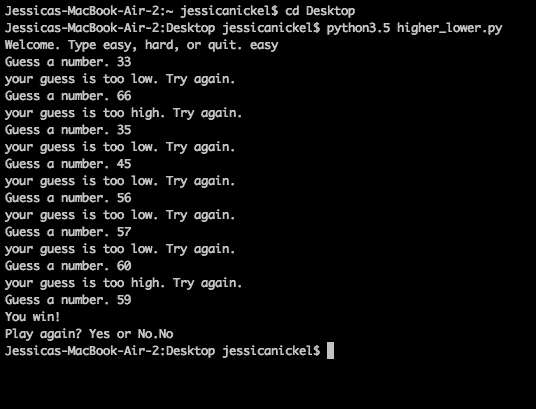 Jessicas-MacBook-Air-2:~ jessicanickel$ cd Desktop
Jessicas-MacBook-Air-2:Desktop jessicanickel$ python3.5 higher_lower.py
Welcome. Type easy, hard, or quit. easy
Guess a number. 33
your guess is too low. Try again.
Guess a number. 66
your guess is too high. Try again.
Guess a number. 35
your guess is too low. Try again.
Guess a number. 45
your guess is too low. Try again.
Guess a number. 56
your guess is too low. Try again.
Guess a number. 57
your guess is too low. Try again.
Guess a number. 60
your guess is too high. Try again.
Guess a number. 59
You win!
Play again? Yes or No.No
Jessicas-MacBook-Air-2:Desktop jessicanickel$